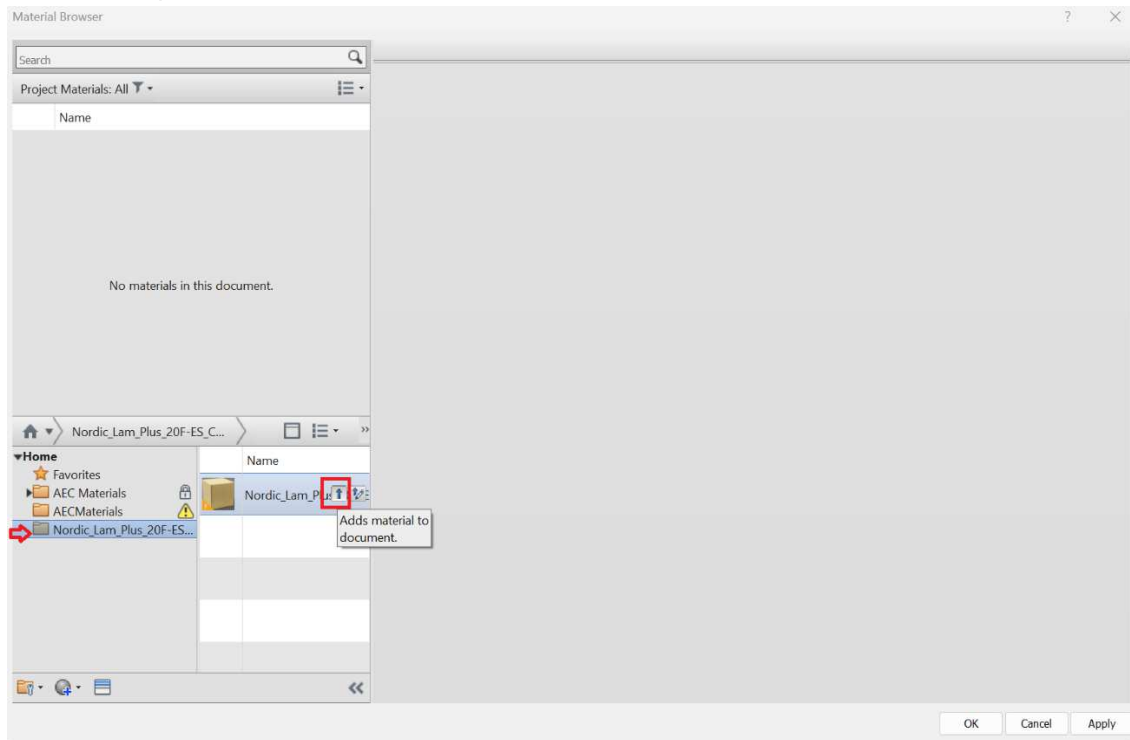 Material Browser
?
Search
Project Materials: All
Name
No materials in this document.
Nordic_Lam_Plus_20F-ES_C...
»
Home
Name
Favorites
AEC Materials
AECMaterials
Nordic_Lam_Plus_20F-ES...
Nordic_Lam_Plus
Adds material to
document.
OK Cancel Apply